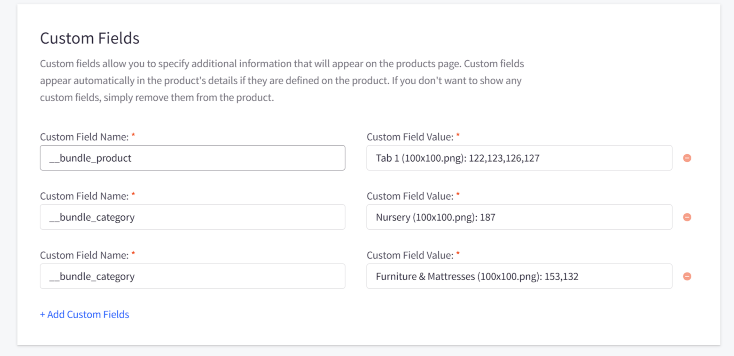 Custom Fields
Custom fields allow you to specify additional information that will appear on the products page. Custom fields
appear automatically in the product's details if they are defined on the product. If you don't want to show any
custom fields, simply remove them from the product.
Custom Field Name: *
Custom Field Value: *
__bundle_product
Tab 1 (100x100.png): 122,123,126,127
Custom Field Name: *
Custom Field Value: *
__bundle_category
Nursery (100x100.png): 187
Custom Field Name: *
Custom Field Value: *
__bundle_category
Furniture & Mattresses (100x100.png): 153,132
+ Add Custom Fields